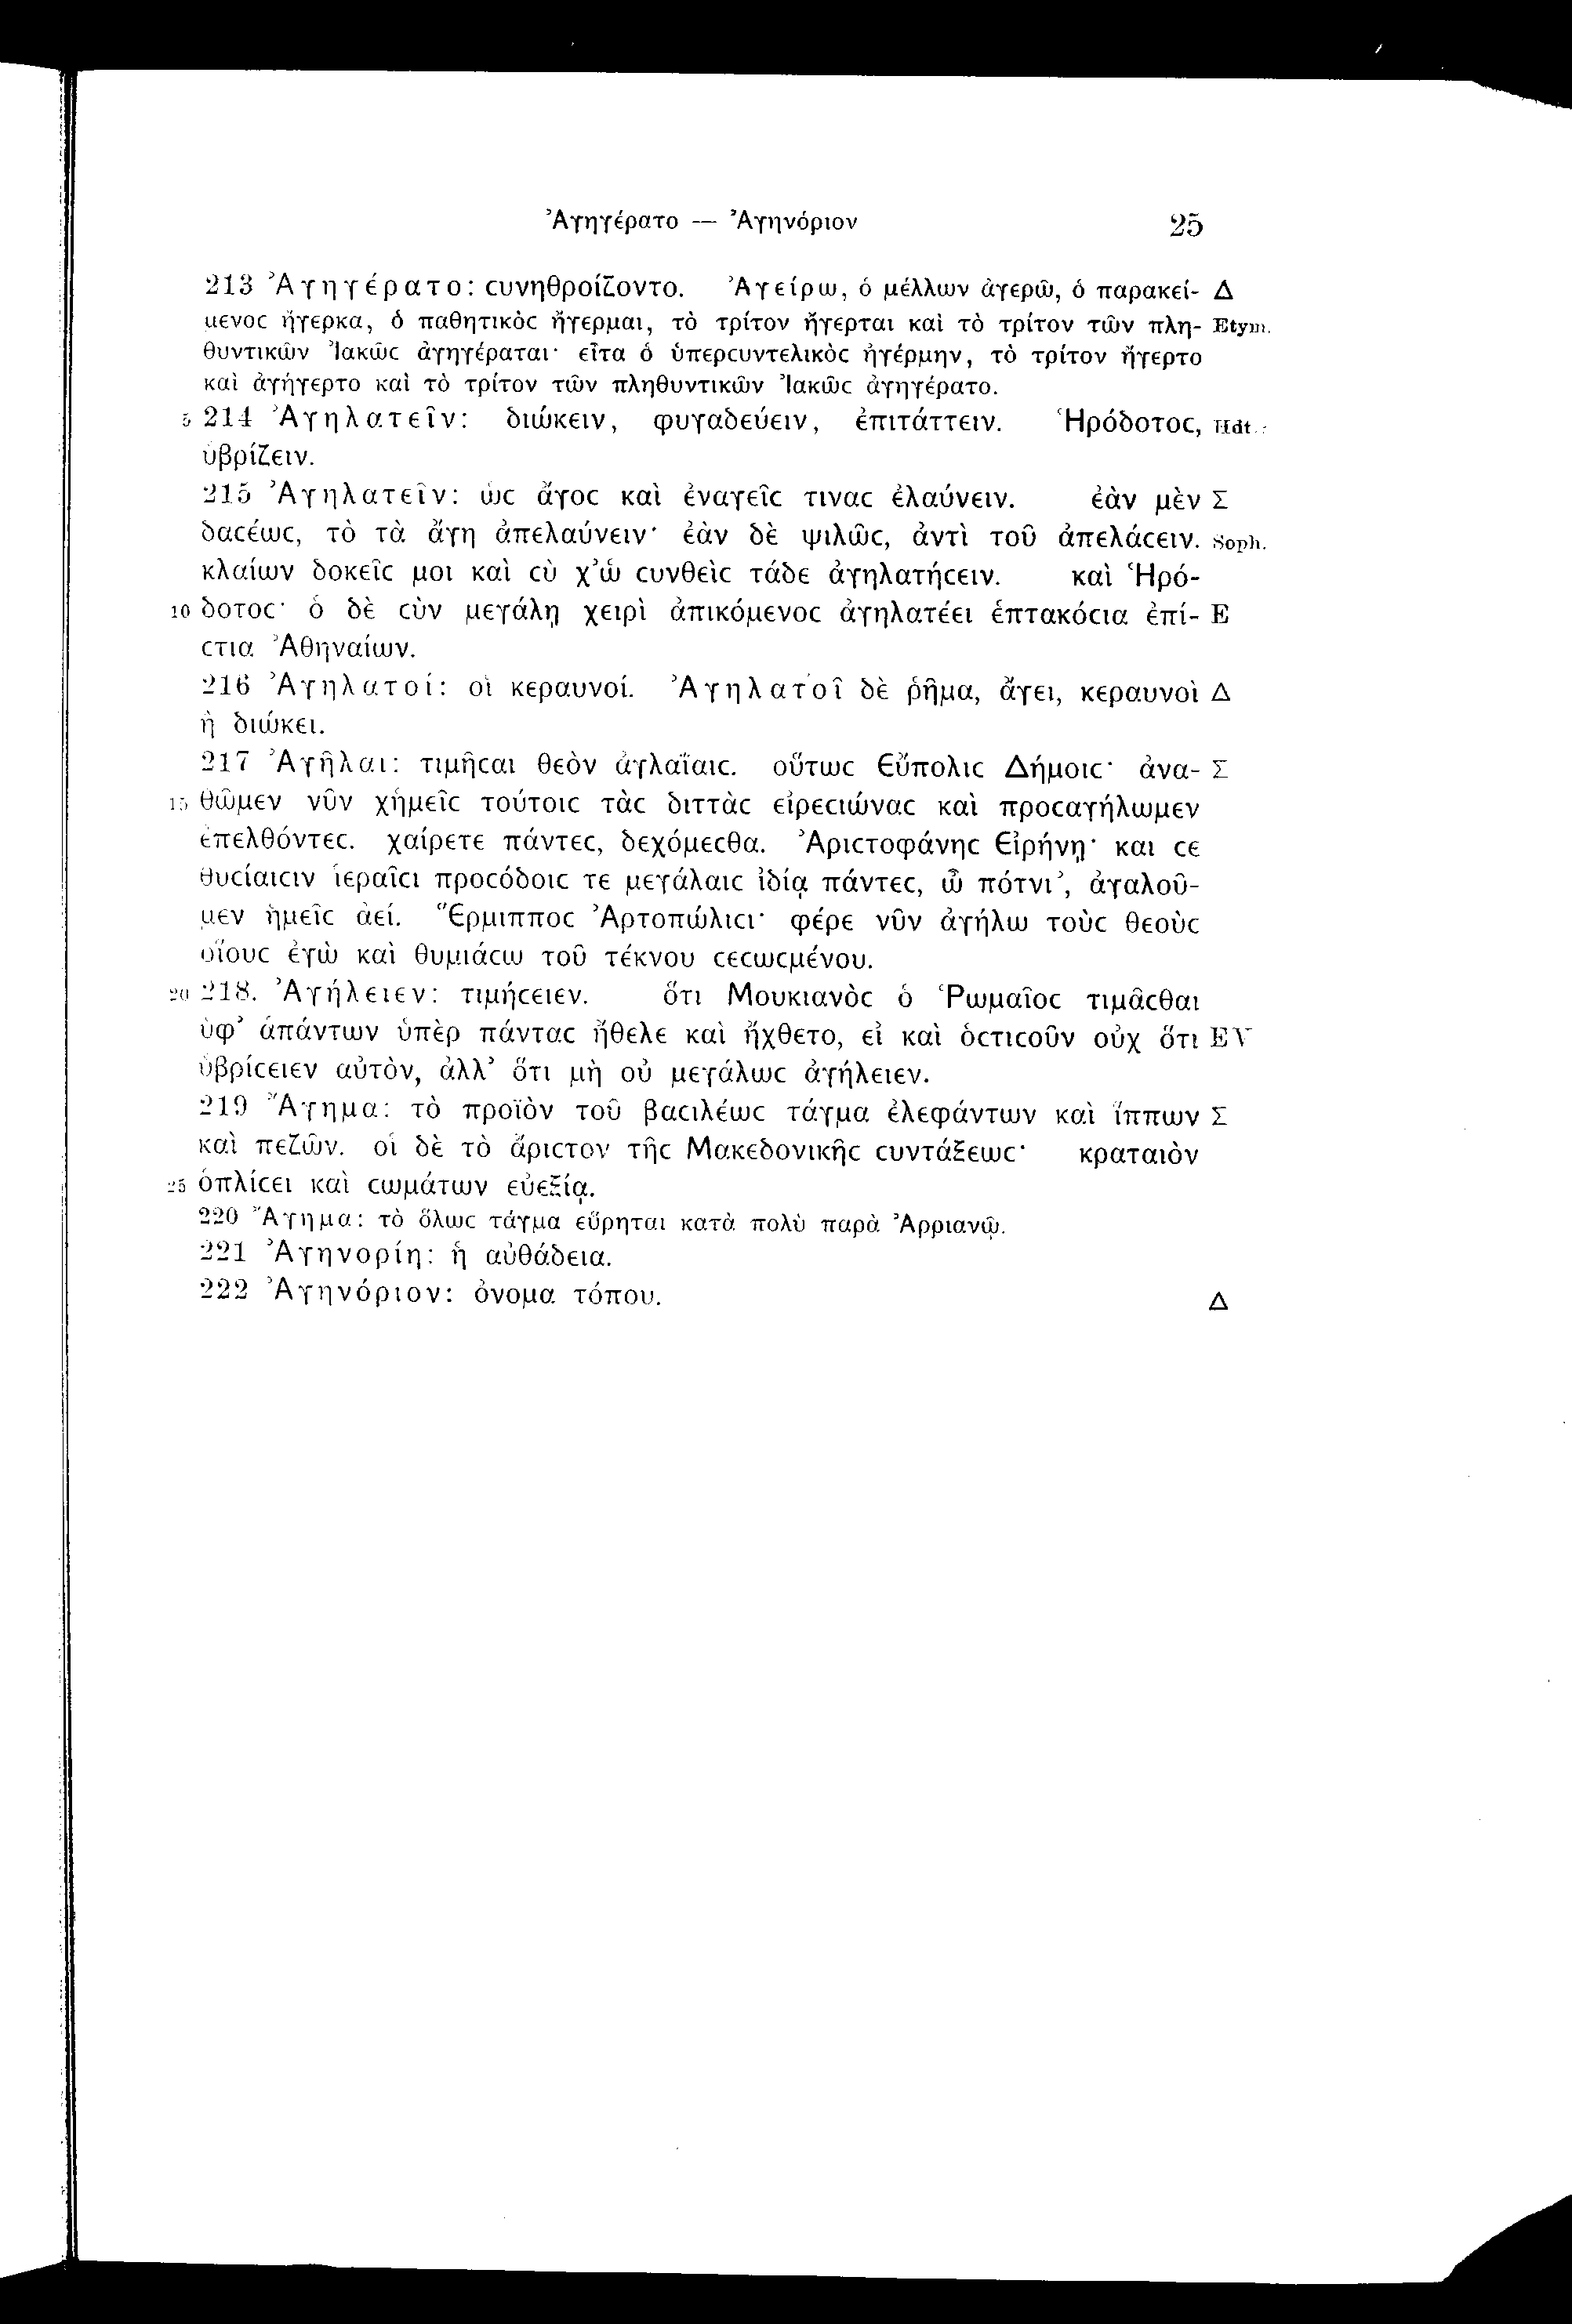 Ἀγηγέρατο — Ἀγηνόριον 25
213 Ἀγηγέρατο: ϲυνηθροίζοντο. Ἀγείρω, ὁ μέλλων ἀγερῶ, ὁ παρακεί- Δ
μενοϲ ἤγερκα, ὁ παθητικὸϲ ἤγερμαι, τὸ τρίτον ἤγερται καὶ τὸ τρίτον τῶν πλη- Etym.
θυντικῶν Ἰακῶϲ ἀγηγέραται· εἶτα ὁ ὑπερϲυντελικὸϲ ἠγέρμην, τὸ τρίτον ἤγερτο
καὶ ἀγήγερτο καὶ τὸ τρίτον τῶν πληθυντικῶν Ἰακῶϲ ἀγηγέρατο.
5 214 Ἀγηλατεῖν: διώκειν, φυγαδεύειν, ἐπιτάττειν. Ἡρόδοτοϲ, Hdt.
ὑβρίζειν.
215 Ἀγηλατεῖν: ὡϲ ἄγοϲ καὶ ἐναγεῖϲ τιναϲ ἐλαύνειν. ἐὰν μὲν Σ
δαϲέωϲ, τὸ τὰ ἄγη ἀπελαύνειν· ἐὰν δὲ ψιλῶϲ, ἀντὶ τοῦ ἀπελάϲειν. Soph.
κλαίων δοκεῖϲ μοι καὶ ϲὺ χ’ὡ ϲυνθεὶϲ τάδε ἀγηλατήϲειν. καὶ Ἡρό-
10 δοτοϲ· ὁ δὲ ϲὺν μεγάλῃ χειρὶ ἀπικόμενοϲ ἀγηλατέει ἑπτακόϲια ἐπί- E
ϲτια Ἀθηναίων.
216 Ἀγηλατοί: οἱ κεραυνοί. Ἀγηλατοῖ δὲ ῥῆμα, ἄγει, κεραυνοῖ Δ
ἢ διώκει.
217 Ἀγῆλαι: τιμῆϲαι θεὸν ἀγλαΐαιϲ. οὕτωϲ Εὔπολιϲ Δήμοιϲ· ἀνα- Σ
15 θῶμεν νῦν χἠμεῖϲ τούτοιϲ τὰϲ διττὰϲ εἰρεϲιώναϲ καὶ προϲαγήλωμεν
ἐπελθόντεϲ. χαίρετε πάντεϲ, δεχόμεϲθα. Ἀριϲτοφάνηϲ Εἰρήνῃ· και ϲε
θυϲίαιϲιν ἱεραῖϲι προϲόδοιϲ τε μεγάλαιϲ ἰδίᾳ πάντεϲ, ὦ πότνι’, ἀγαλοῦ-
μεν ἡμεῖϲ ἀεί. Ἕρμιπποϲ Ἀρτοπώλιϲι· φέρε νῦν ἀγήλω τοὺϲ θεοὺϲ
οἵουϲ ἐγὼ καὶ θυμιάϲω τοῦ τέκνου ϲεϲωϲμένου.
20 218. Ἀγήλειεν: τιμήϲειεν. ὅτι Μουκιανὸϲ ὁ Ῥωμαῖοϲ τιμᾶϲθαι
ὑφ’ ἁπάντων ὑπὲρ πάνταϲ ἤθελε καὶ ἤχθετο, εἰ καὶ ὁϲτιϲοῦν οὐχ ὅτι EV
ὑβρίϲειεν αὐτὸν, ἀλλ’ ὅτι μὴ οὐ μεγάλωϲ ἀγήλειεν.
219 Ἄγημα: τὸ προϊὸν τοῦ βαϲιλέωϲ τάγμα ἐλεφάντων καὶ ἵππων Σ
καὶ πεζῶν. οἱ δὲ τὸ ἄριϲτον τῆϲ Μακεδονικῆϲ ϲυντάξεωϲ· κραταιὸν
25 ὁπλίϲει καὶ ϲωμάτων εὐεξίᾳ.
220 Ἄγημα: τὸ ὅλωϲ τάγμα εὕρηται κατὰ πολὺ παρὰ Ἀρριανῷ.
221 Ἀγηνορίη: ἡ αὐθάδεια.
222 Ἀγηνόριον: ὀνομα τόπου. Δ